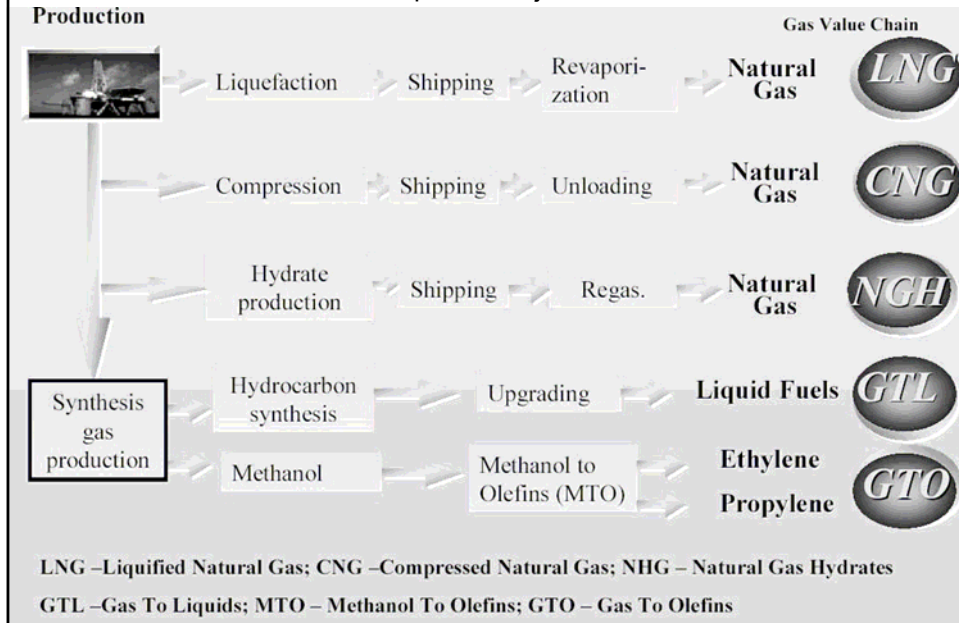 Production
Gas Value Chain
Liquefaction
Shipping
Revapori-
zation
Natural
Gas
LNG
Compression
Shipping
Unloading
Natural
Gas
CNG
Hydrate
production
Shipping
Regas.
Natural
Gas
NGH
Synthesis
gas
production
Hydrocarbon
synthesis
Upgrading
Liquid Fuels
GTL
Methanol
Methanol to
Olefins (MTO)
Ethylene
Propylene
GTO
LNG –Liquified Natural Gas; CNG –Compressed Natural Gas; NHG – Natural Gas Hydrates
GTL –Gas To Liquids; MTO – Methanol To Olefins; GTO – Gas To Olefins